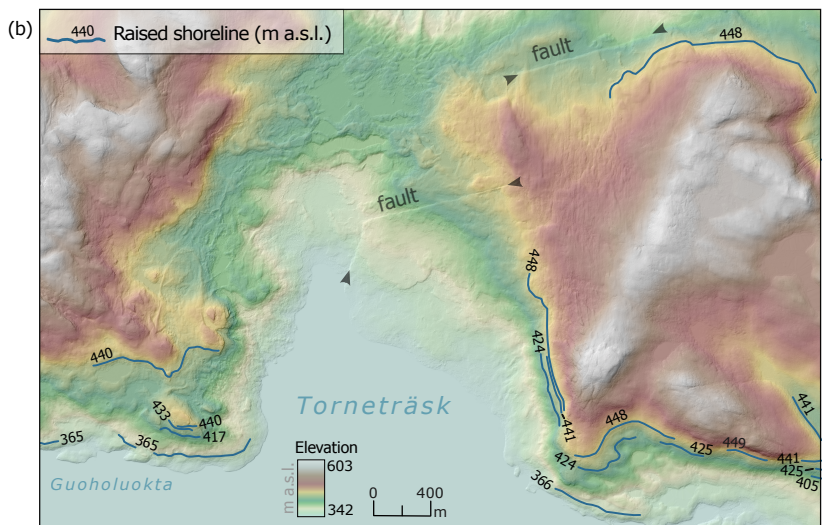 (b)
440
Raised shoreline (m a.s.l.)
448
fault
fault
448
424
440
433
440
417
441
448
441
365
365
424
425
449
441
425
405
366
Torneträsk
Guoholuokta
Elevation
m a.s.l.
603
342
0 400
m